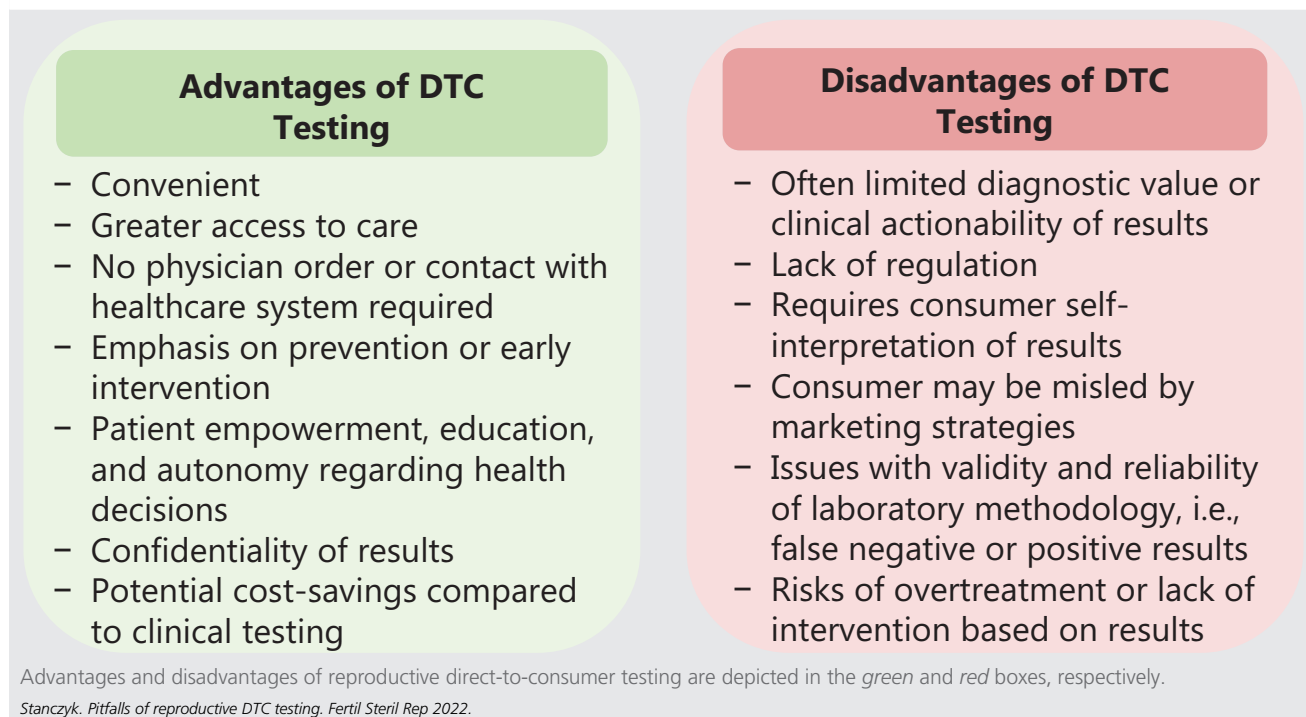 Advantages of DTC
Testing
– Convenient
– Greater access to care
– No physician order or contact with
healthcare system required
– Emphasis on prevention or early
intervention
– Patient empowerment, education,
and autonomy regarding health
decisions
– Confidentiality of results
– Potential cost-savings compared
to clinical testing
Disadvantages of DTC
Testing
– Often limited diagnostic value or
clinical actionability of results
– Lack of regulation
– Requires consumer self-
interpretation of results
– Consumer may be misled by
marketing strategies
– Issues with validity and reliability
of laboratory methodology, i.e.,
false negative or positive results
– Risks of overtreatment or lack of
intervention based on results
Advantages and disadvantages of reproductive direct-to-consumer testing are depicted in the green and red boxes, respectively.
Stanczyk. Pitfalls of reproductive DTC testing. Fertil Steril Rep 2022.